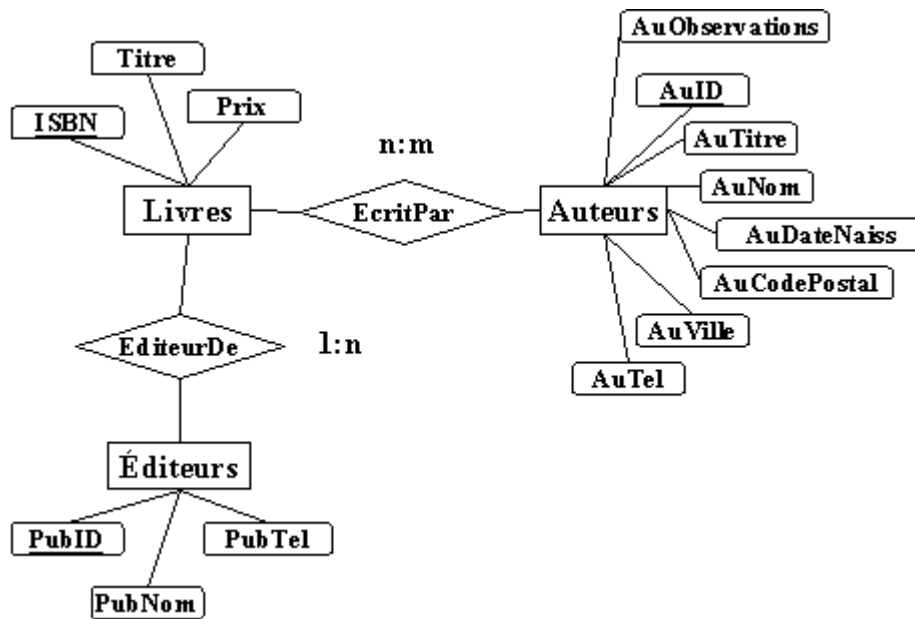 AuObservations
Titre
AuID
Prix
ISBN
AuTitre
n:m
AuNom
Livres
EcritPar
Auteurs
AuDateNaiss
AuCodePostal
AuVille
EditeurDe
1:n
AuTel
Éditeurs
PubID
PubTel
PubNom